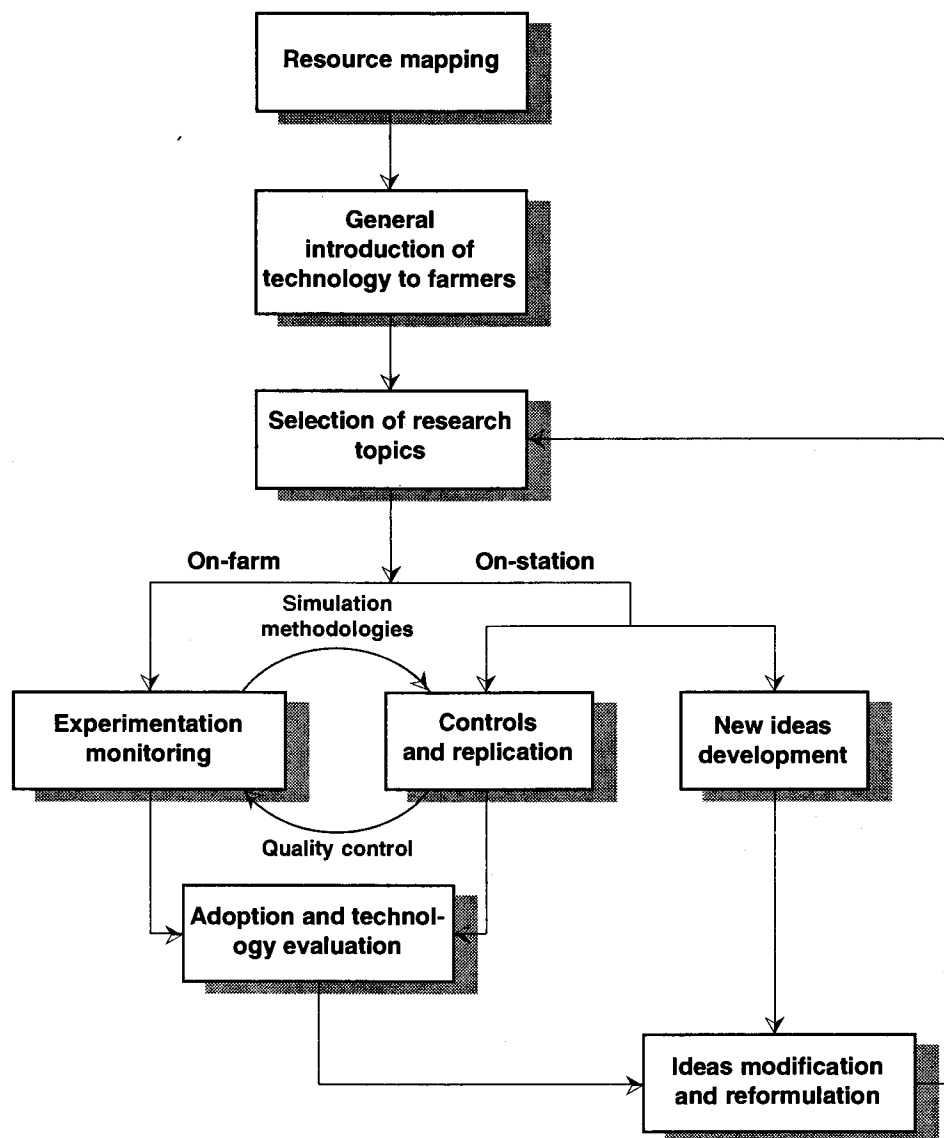 Resource mapping
General
introduction of
technology to farmers
Selection of research
topics
On-farm
On-station
Simulation
methodologies
Experimentation
monitoring
Controls
and replication
New ideas
development
Quality control
Adoption and technol-
ogy evaluation
Ideas modification
and reformulation